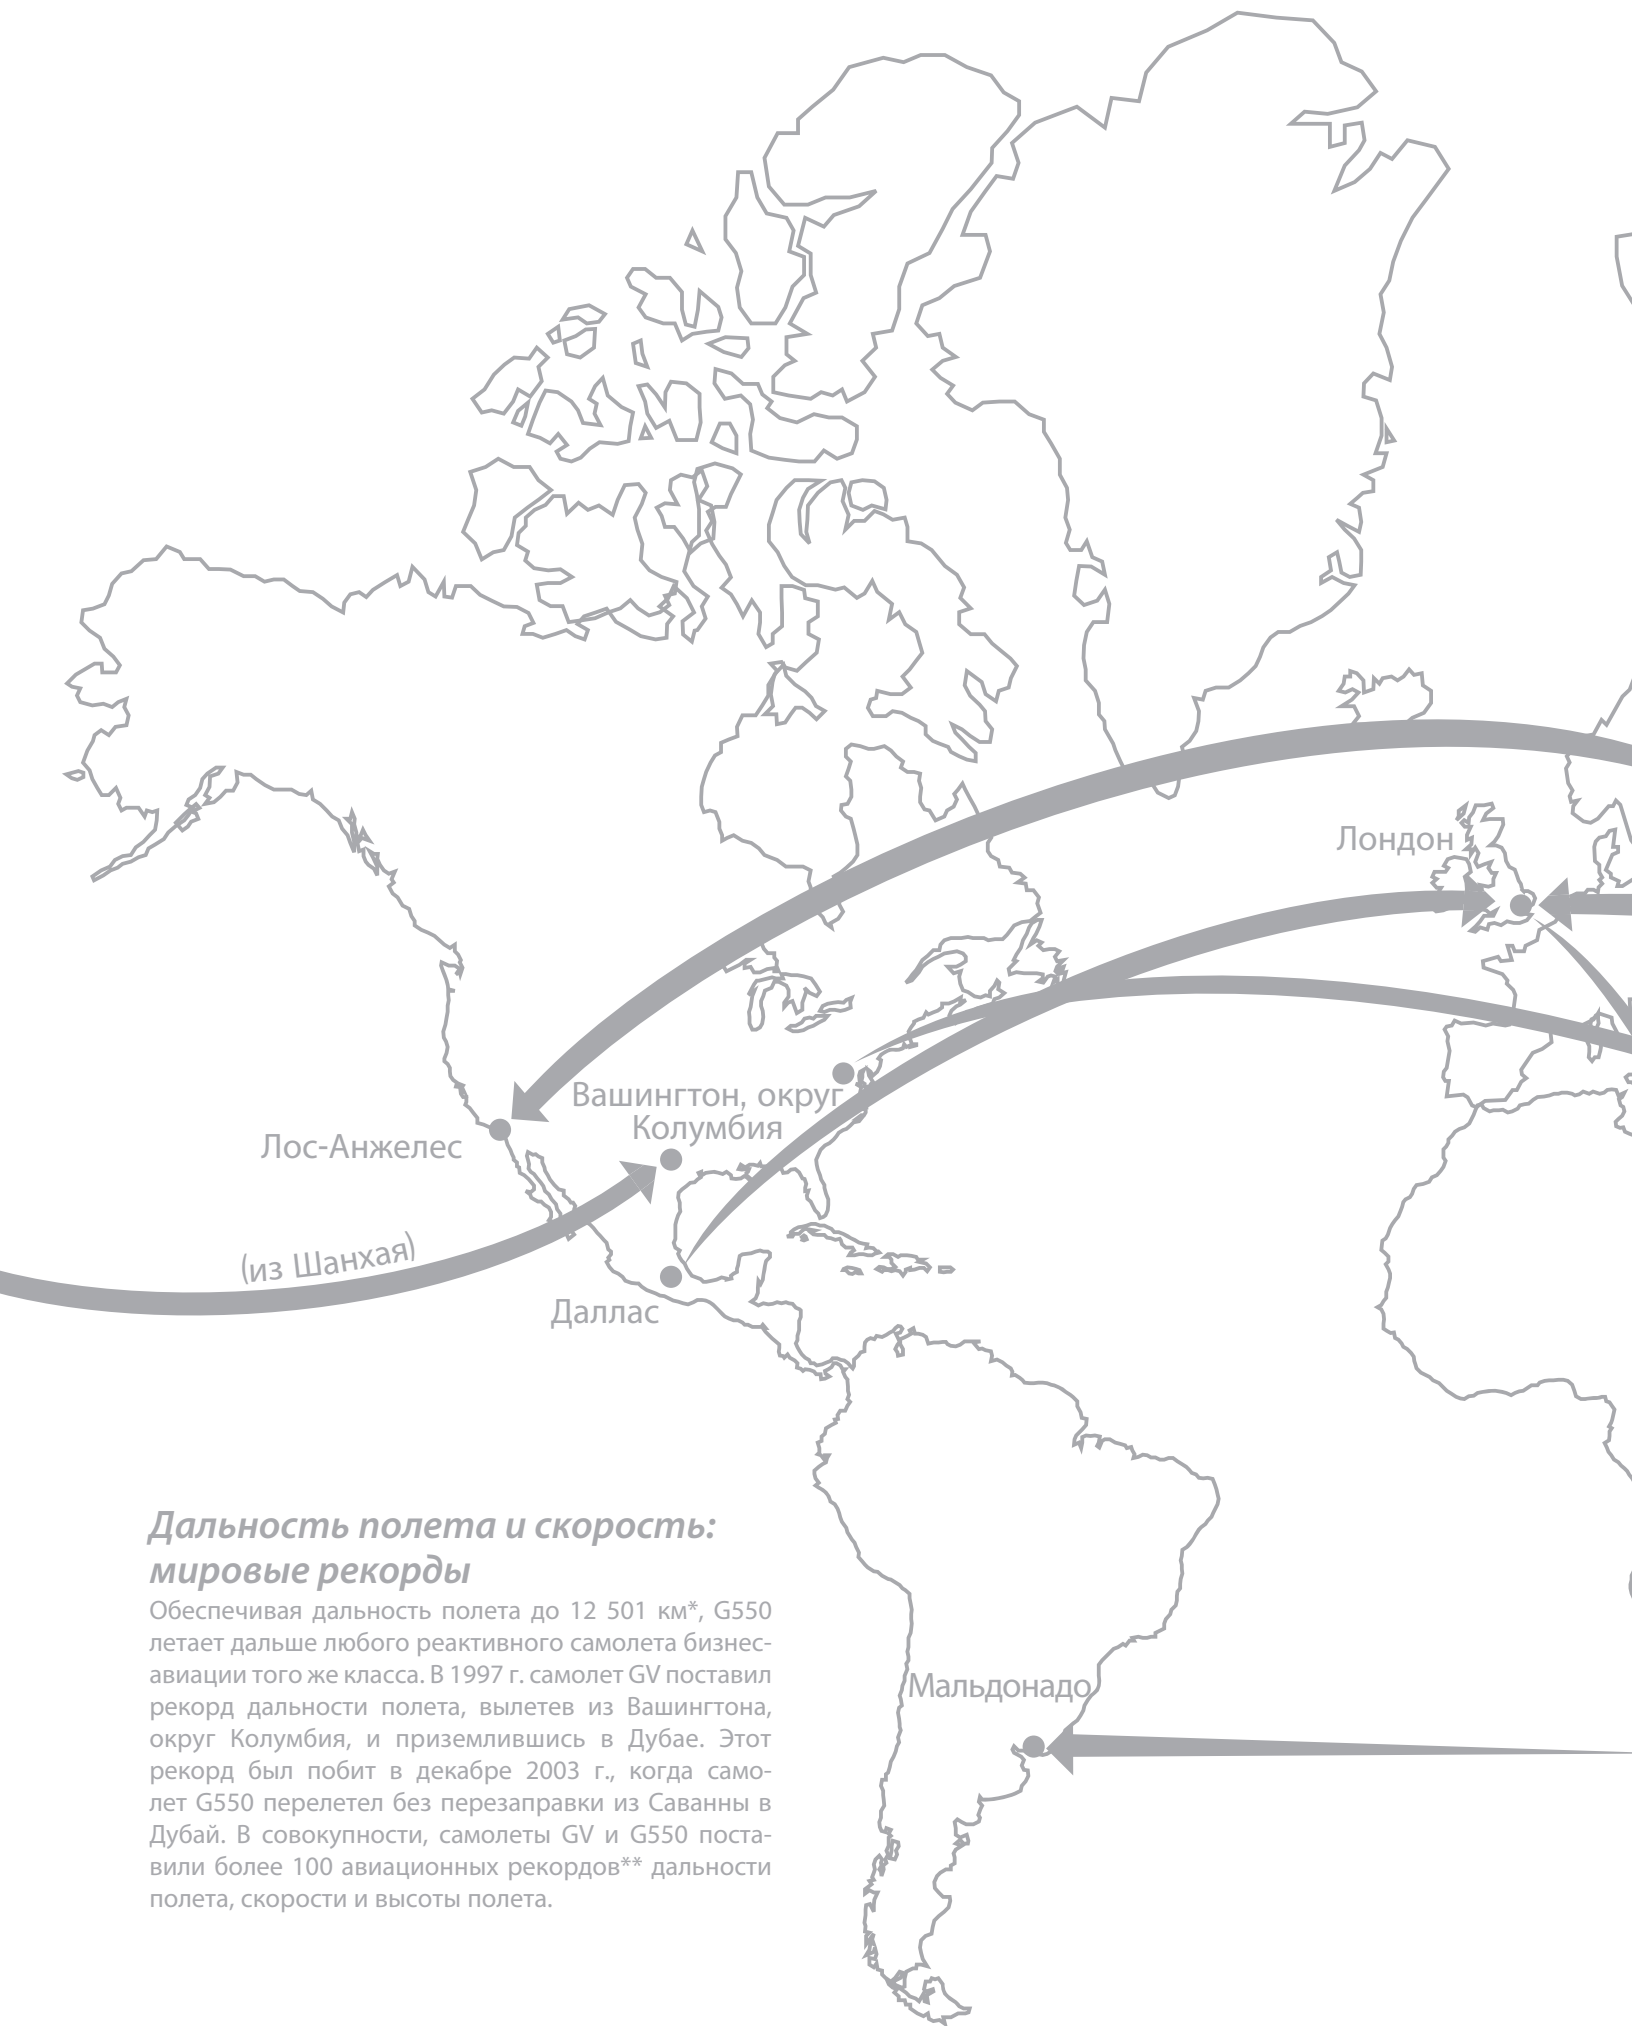 Лондон
Вашингтон, округ
Колумбия
Лос-Анжелес
(из Шанхая)
Даллас
Дальность полета и скорость:
мировые рекорды
Обеспечивая дальность полета до 12 501 км*, G550
летает дальше любого реактивного самолета бизнес-
авиации того же класса. В 1997 г. самолет GV поставил
рекорд дальности полета, вылетев из Вашингтона,
округ Колумбия, и приземлившись в Дубае. Этот
рекорд был побит в декабре 2003 г., когда само-
лет G550 перелетел без перезаправки из Саванны в
Дубай. В совокупности, самолеты GV и G550 поста-
вили более 100 авиационных рекордов** дальности
полета, скорости и высоты полета.
Мальдонадо